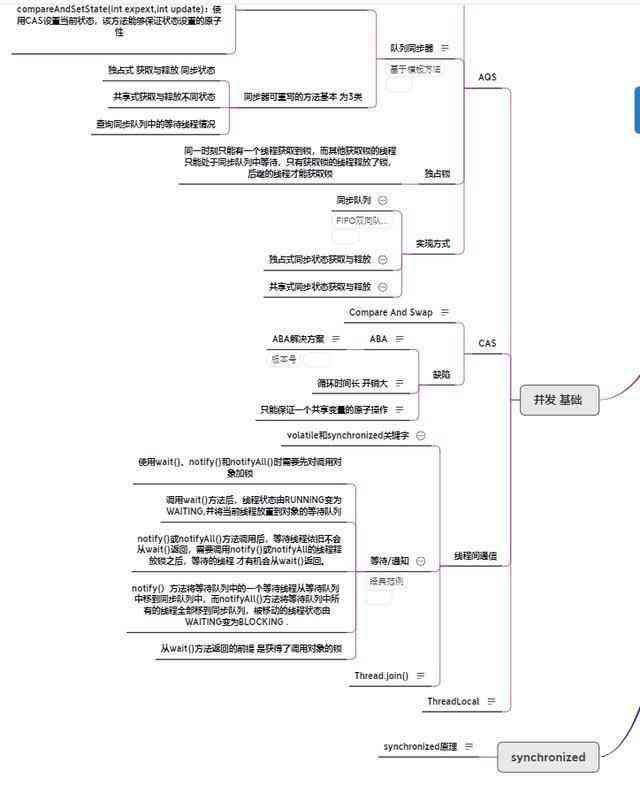 compareAndSetState(int expext,int update)：使
用CAS设置当前状态，该方法能够保证状态设置的原子
性
队列同步器
基于模板方法
AQS
独占式 获取与释放 同步状态
共享式获取与释放不同状态
同步器可重写的方法基本 为3类
查询同步队列中的等待线程情况
同一时刻只能有一个线程获取到锁，而其他获取锁的线程
只能处于同步队列中等待，只有获取锁的线程释放了锁，
后继的线程才能获取锁
独占锁
同步队列
FIFO双向队...
实现方式
独占式同步状态获取与释放
共享式同步状态获取与释放
Compare And Swap
CAS
ABA解决方案
ABA
版本号
缺陷
循环时间长 开销大
只能保证一个共享变量的原子操作
并发 基础
volatile和synchronized关键字
使用wait()、notify()和notifyAll()时需要先对调用对
象加锁
调用wait()方法后，线程状态由RUNNING变为
WAITING,并将当前线程放置到对象的等待队列
notify()或notifyAll()方法调用后，等待线程依旧不会
从wait()返回，需要调用notify()或notifyAll的线程释
放锁之后，等待的线程 才有机会从wait()返回。
等待/通知
经典范例
线程间通信
notify()方法将等待队列中的一个等待线程从等待队列
中移到同步队列中，而notifyAll()方法将等待队列中所
有的线程全部移到同步队列，被移动的线程状态由
WAITING变为BLOCKING .
从wait()方法返回的前提 是获得了调用对象的锁
Thread.join()
ThreadLocal
synchronized原理
synchronized